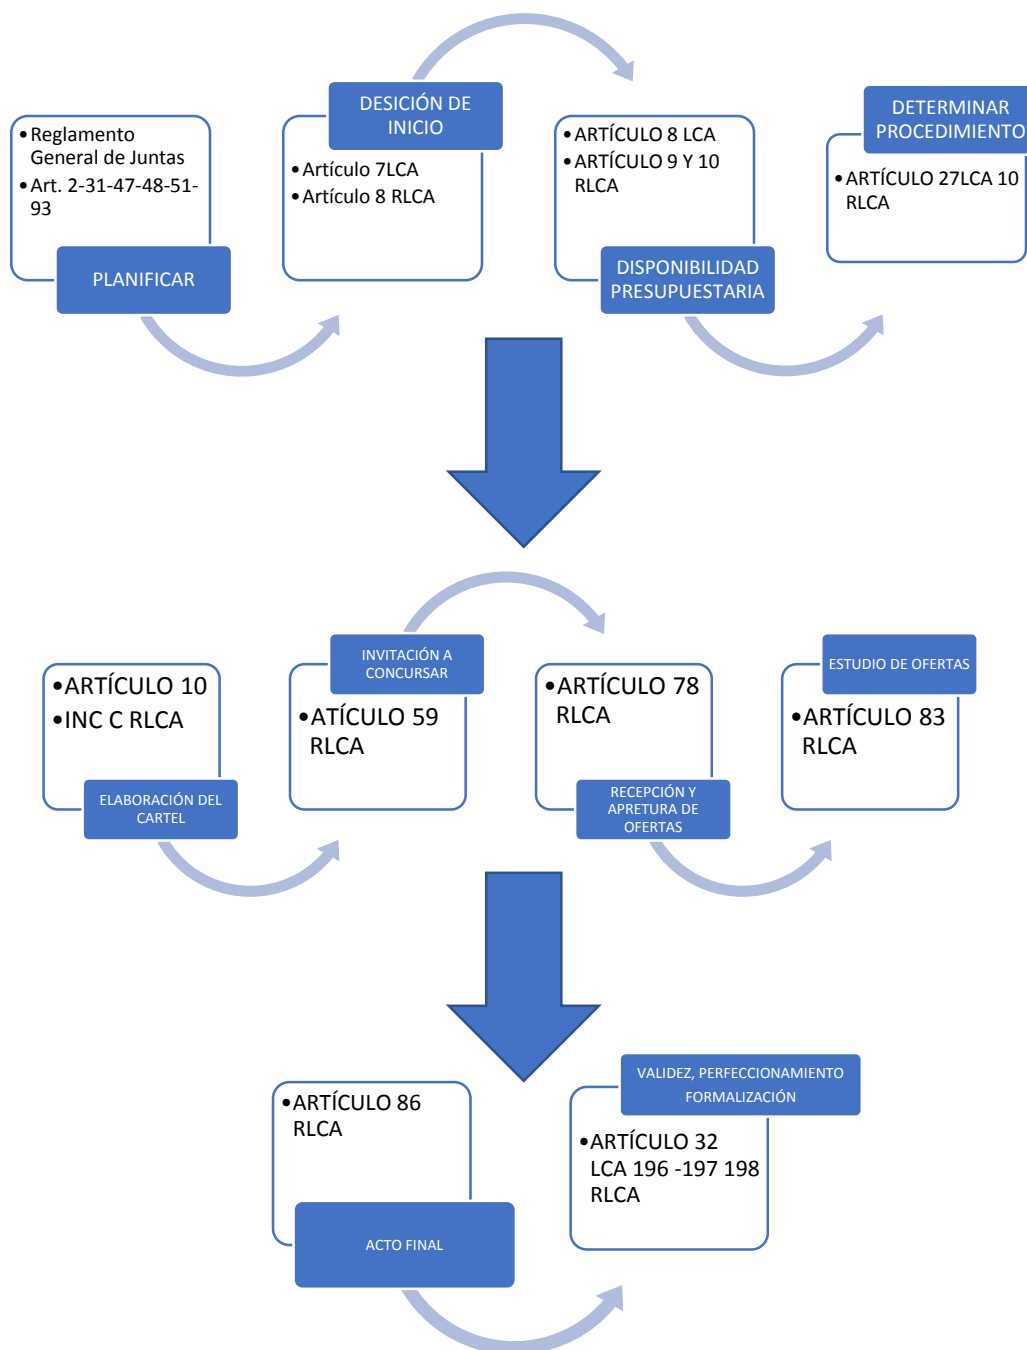 •Reglamento
General de Juntas
•Art. 2-31-47-48-51-
93
PLANIFICAR
DESICIÓN DE
INICIO
•Artículo 7LCA
•Artículo 8 RLCA
•ARTÍCULO 8 LCA
•ARTÍCULO 9 Y 10
RLCA
DISPONIBILIDAD
PRESUPUESTARIA
DETERMINAR
PROCEDIMIENTO
•ARTÍCULO 27LCA 10
RLCA
•ARTÍCULO 10
•INC C RLCA
ELABORACIÓN DEL
CARTEL
INVITACIÓN A
CONCURSAR
•ATÍCULO 59
RLCA
•ARTÍCULO 78
RLCA
RECEPCIÓN Y
APRETURA DE
OFERTAS
ESTUDIO DE OFERTAS
•ARTÍCULO 83
RLCA
•ARTÍCULO 86
RLCA
ACTO FINAL
VALIDEZ, PERFECCIONAMIENTO
FORMALIZACIÓN
•ARTÍCULO 32
LCA 196 -197 198
RLCA